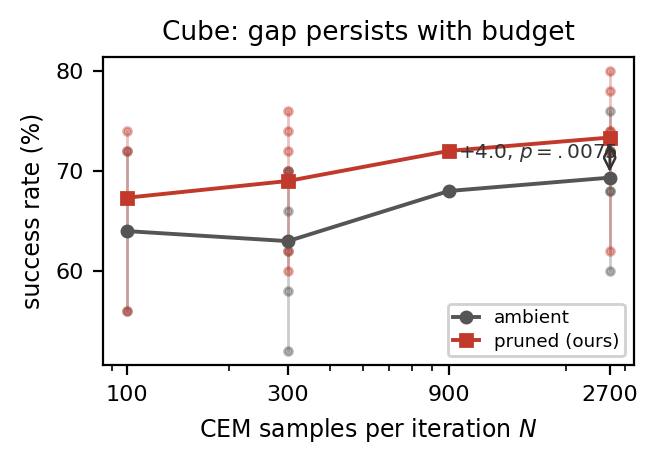 Cube: gap persists with budget
success rate (%)
80
70
60
+4.0, p = .007
ambient
pruned (ours)
100
300
900
2700
CEM samples per iteration N